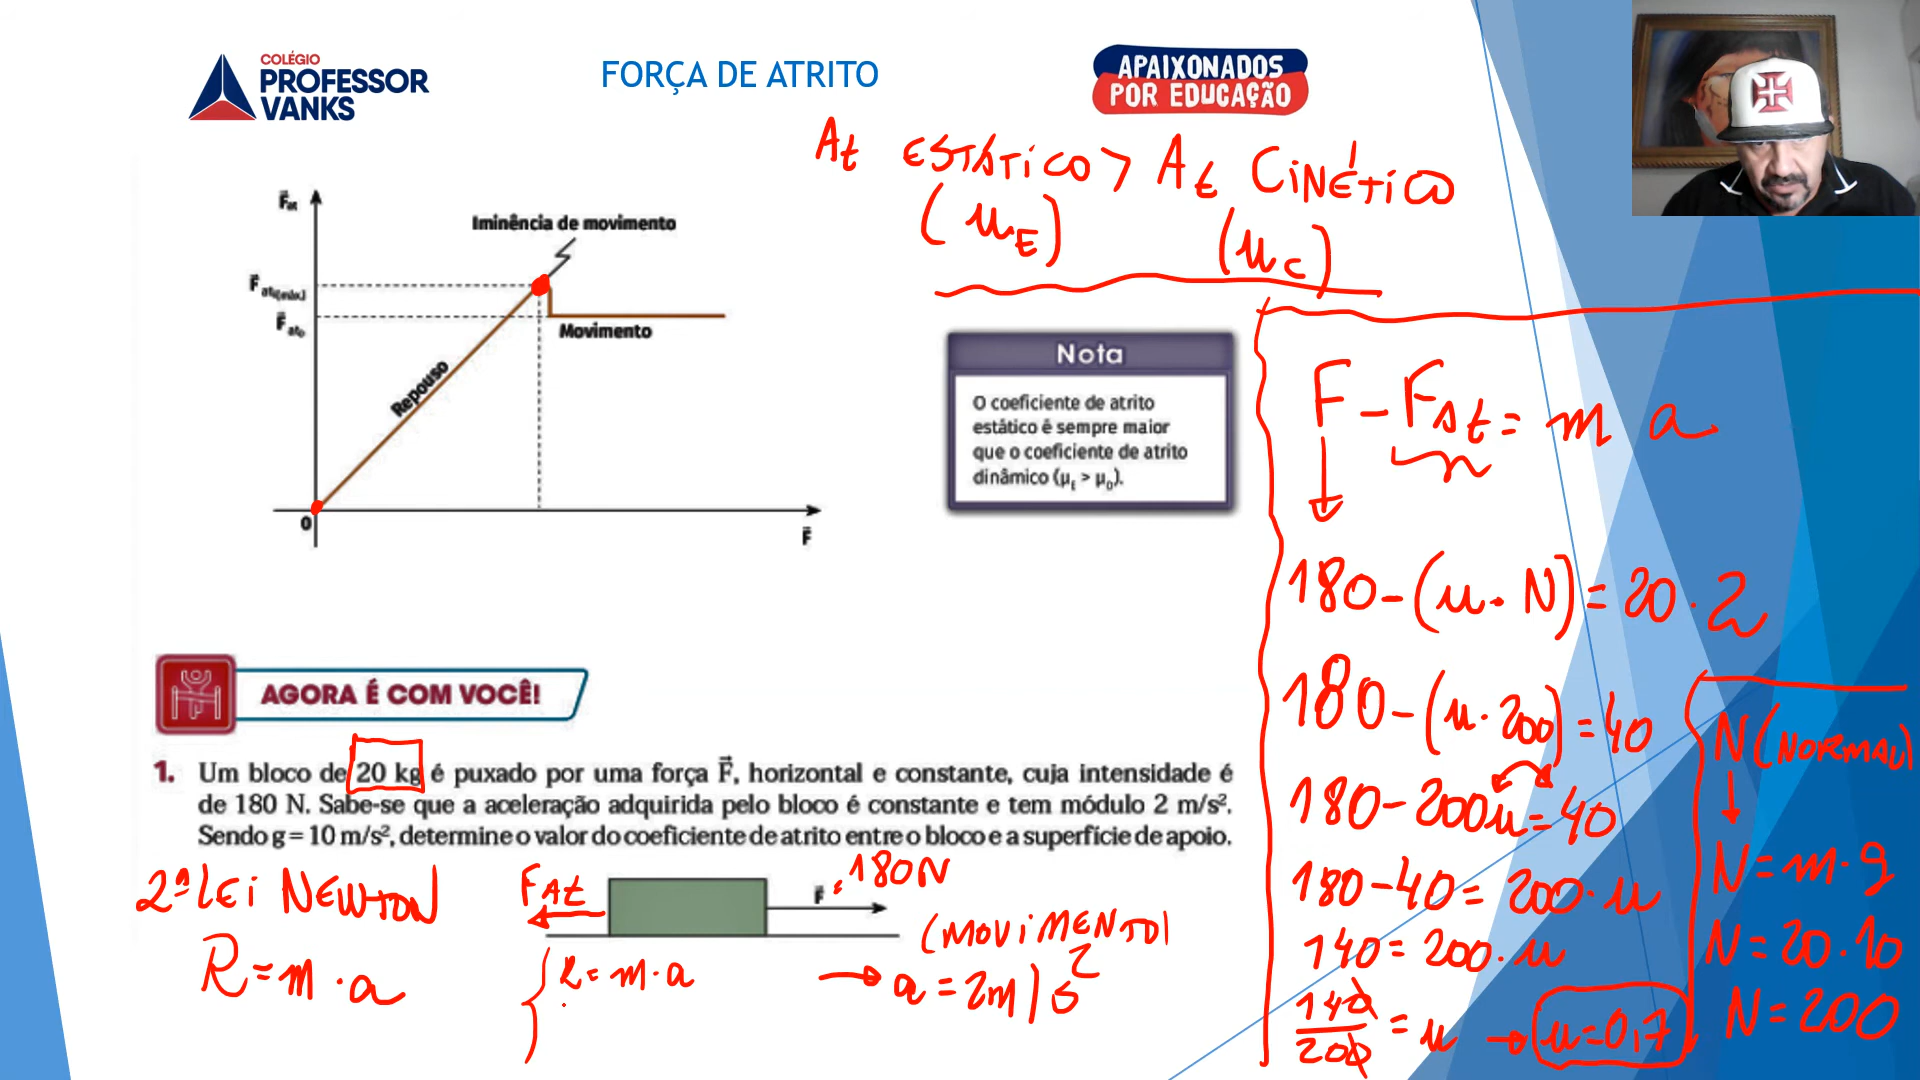 COLÉGIO
PROFESSOR
VANKS
FORÇA DE ATRITO
APAIXONADOS
POR EDUCAÇÃO
At ESTÁTICO > At CINÉTICO
(μE) (μC)
F⃗at
Iminência de movimento
F⃗atE(máx.)
F⃗atD
Movimento
Repouso
0
F⃗
Nota
O coeficiente de atrito
estático é sempre maior
que o coeficiente de atrito
dinâmico (μE > μD).
AGORA É COM VOCÊ!
1. Um bloco de 20 kg é puxado por uma força F⃗, horizontal e constante, cuja intensidade é
de 180 N. Sabe-se que a aceleração adquirida pelo bloco é constante e tem módulo 2 m/s².
Sendo g = 10 m/s², determine o valor do coeficiente de atrito entre o bloco e a superfície de apoio.
2ª LEI NEWTON
R = m · a
FAt
F⃗ = 180N
(MOVIMENTO)
R = m · a
→ a = 2m/s²
F - FAt = m a
180 - (μ · N) = 20 · 2
180 - (μ · 200) = 40
180 - 200μ = 40
180 - 40 = 200 · μ
140 = 200 · μ
140/200 = μ → μ = 0,7
N (NORMAL)
N = m · g
N = 20 · 10
N = 200